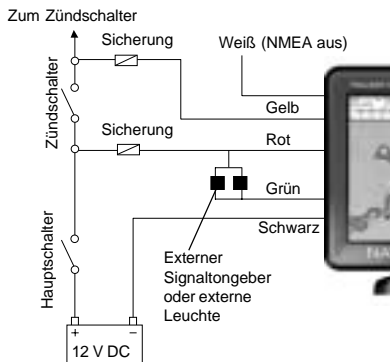 Zum Zündschalter
Sicherung
Weiß (NMEA aus)
Gelb
Zündschalter
Sicherung
Rot
Grün
Schwarz
Hauptschalter
Externer
Signaltongeber
oder externe
Leuchte
+ –
12 V DC